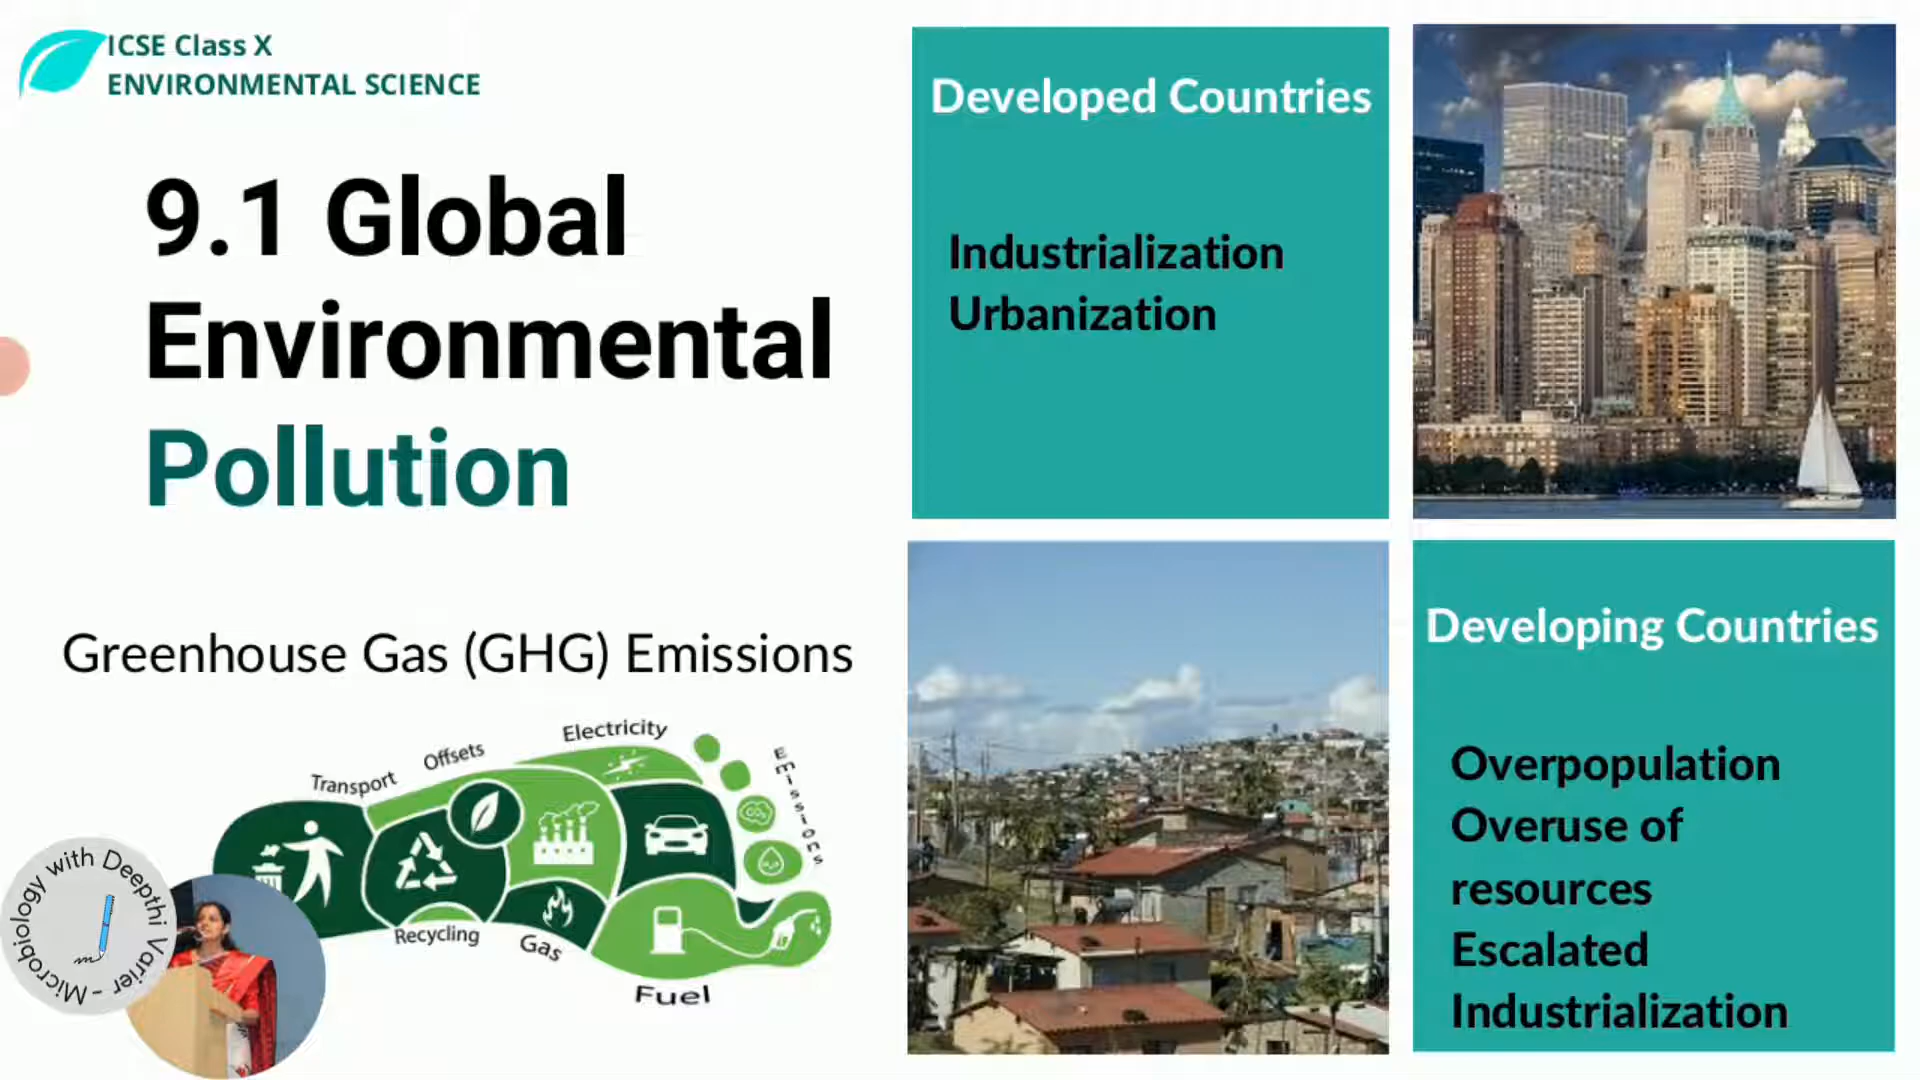 ICSE Class X
ENVIRONMENTAL SCIENCE
9.1 Global
Environmental
Pollution
Greenhouse Gas (GHG) Emissions
Transport
Offsets
Electricity
Emissions
CO₂
Recycling
Gas
Fuel
Microbiology with Deepthi Varier -
Developed Countries
Industrialization
Urbanization
Developing Countries
Overpopulation
Overuse of
resources
Escalated
Industrialization